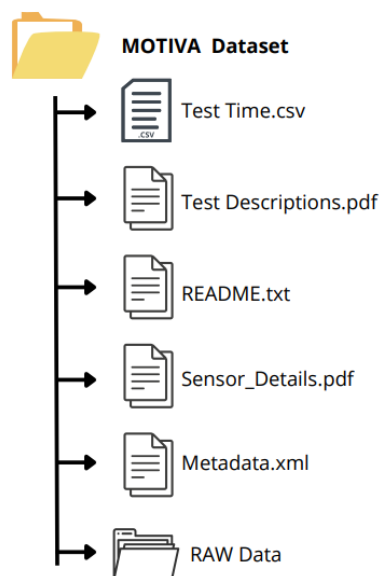 MOTIVA Dataset
Test Time.csv
.CSV
Test Descriptions.pdf
README.txt
Sensor_Details.pdf
Metadata.xml
RAW Data